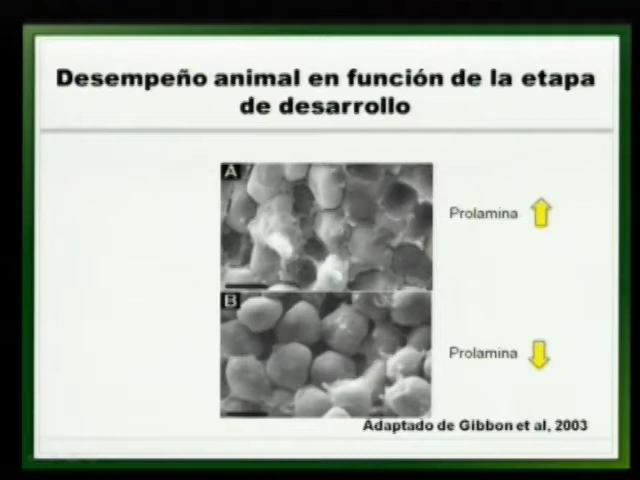 Desempeño animal en función de la etapa
de desarrollo
A
Prolamina
B
Prolamina
Adaptado de Gibbon et al, 2003